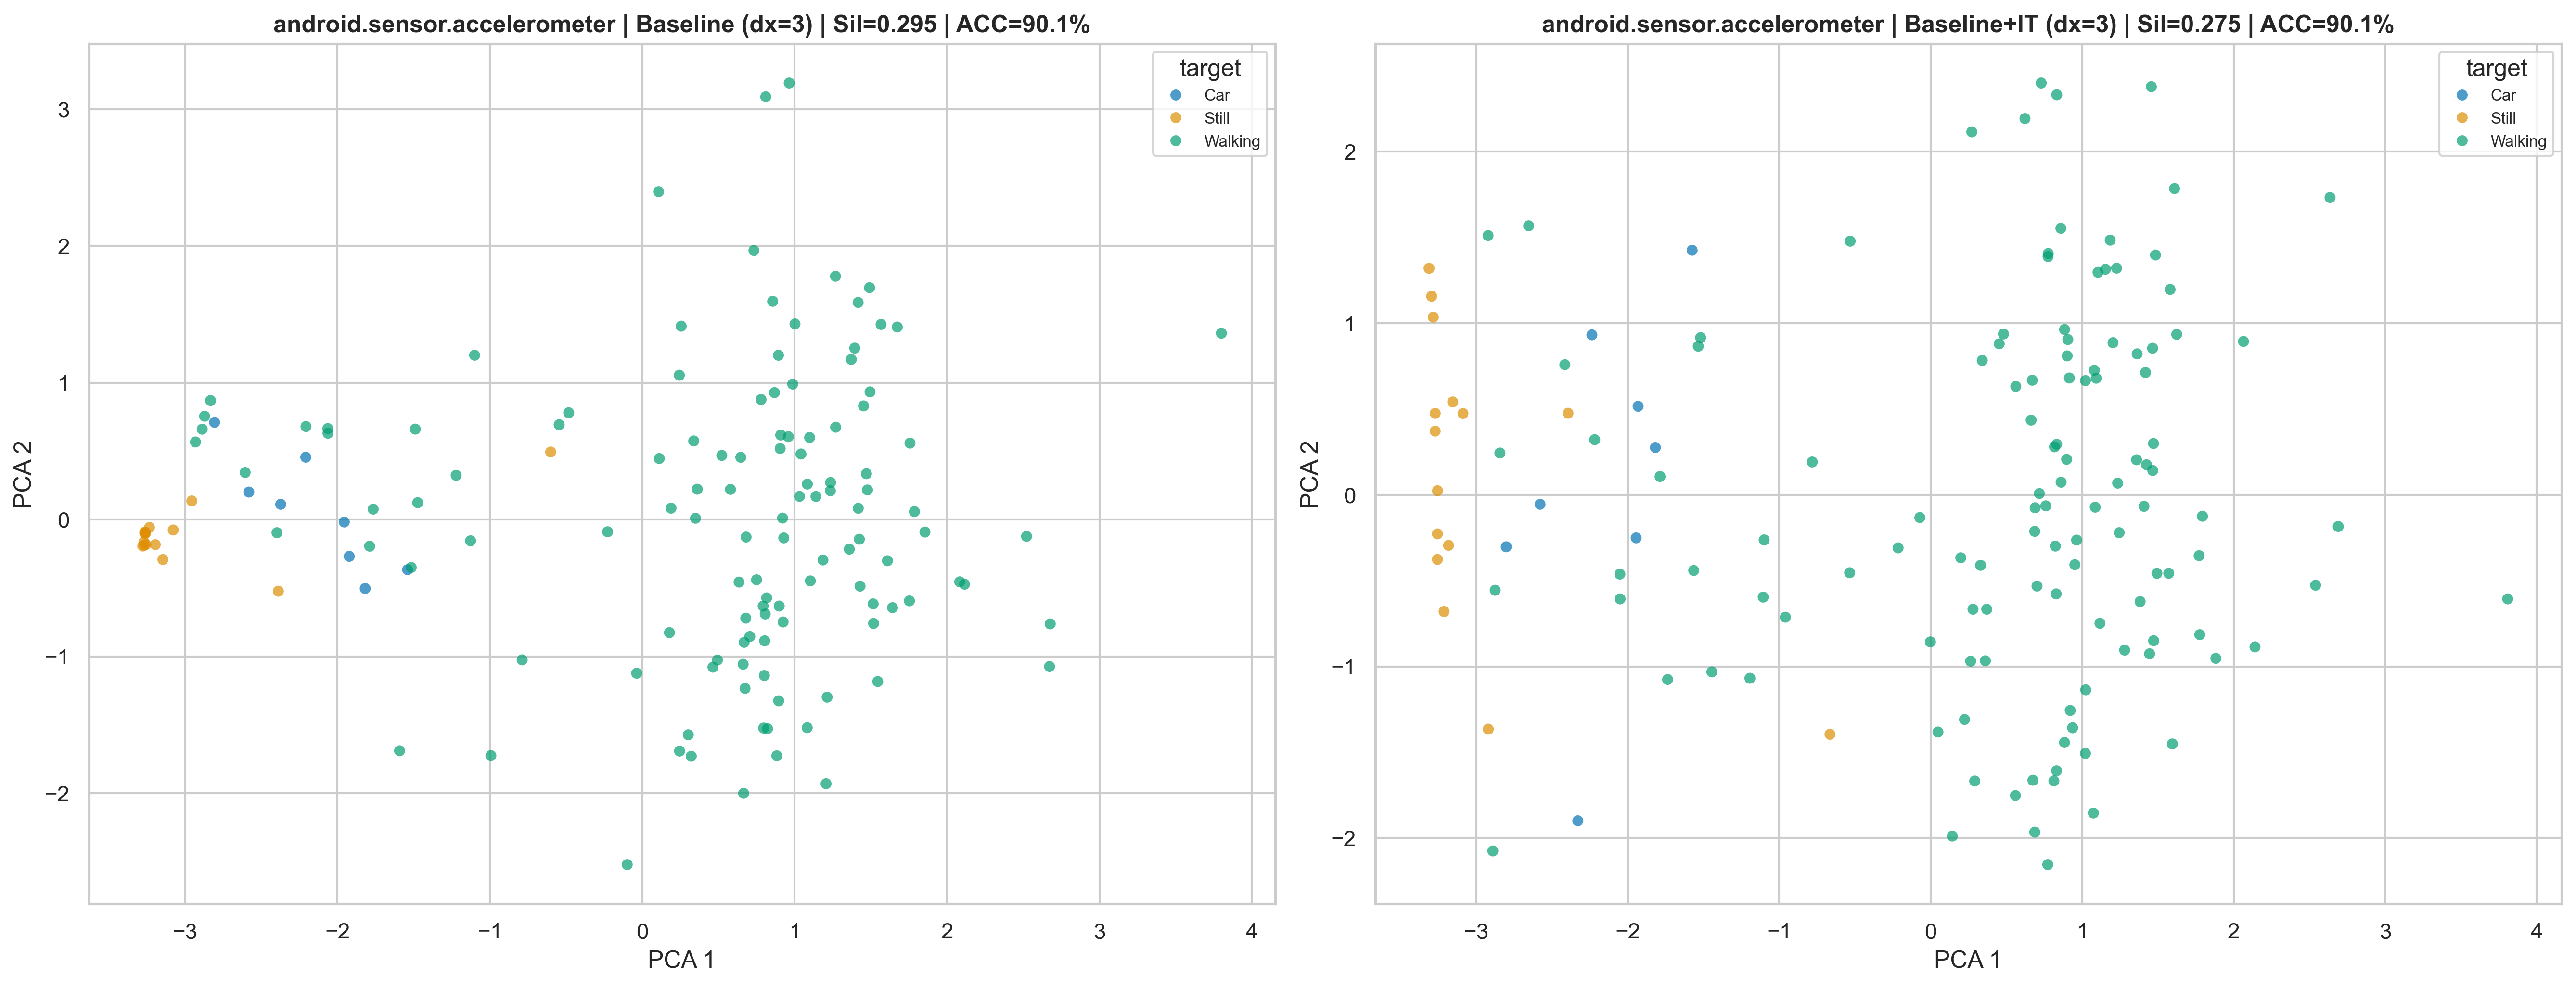 android.sensor.accelerometer | Baseline (dx=3) | Sil=0.295 | ACC=90.1%
target
Car
Still
Walking
3
2
1
0
−1
−2
PCA 2
−3 −2 −1 0 1 2 3 4
PCA 1
android.sensor.accelerometer | Baseline+IT (dx=3) | Sil=0.275 | ACC=90.1%
target
Car
Still
Walking
2
1
0
−1
−2
PCA 2
−3 −2 −1 0 1 2 3 4
PCA 1